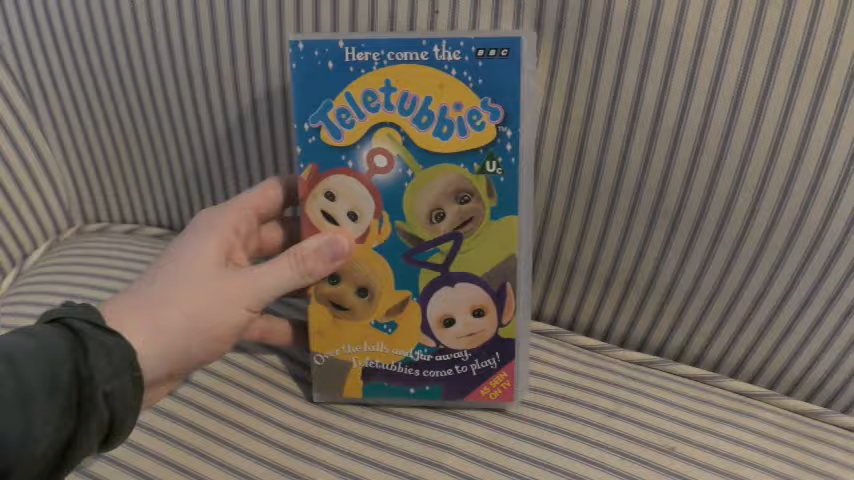 Here come the
BBC
Teletubbies™
Uc
Over the hills and far away,
Teletubbies come to play!
AS SEEN
ON TV